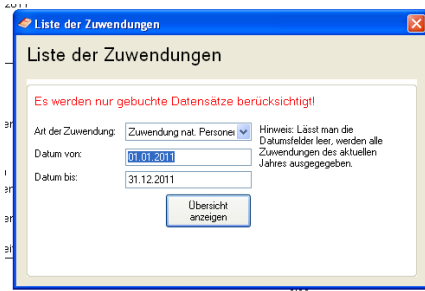 2011
Liste der Zuwendungen
Liste der Zuwendungen
Es werden nur gebuchte Datensätze berücksichtigt!
Art der Zuwendung:
Zuwendung nat. Personen
Hinweis: Lässt man die
Datumsfelder leer, werden alle
Zuwendungen des aktuellen
Jahres ausgegegeben.
Datum von:
01.01.2011
Datum bis:
31.12.2011
Übersicht
anzeigen